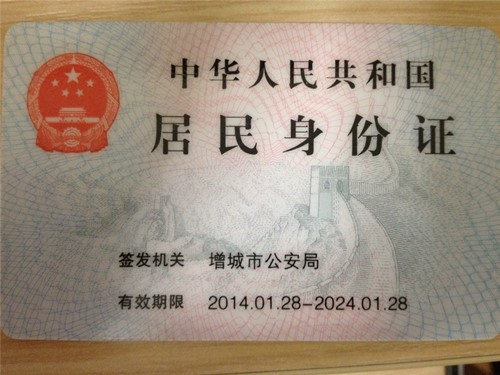 中华人民共和国
居民身份证
签发机关 增城市公安局
有效期限 2014.01.28-2024.01.28